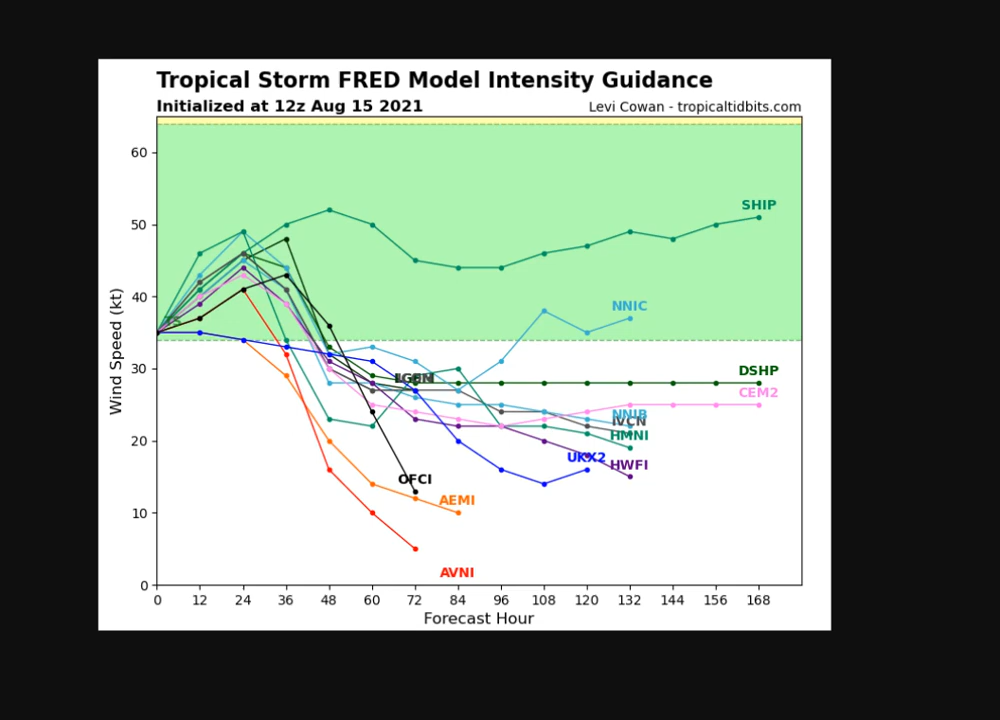 Tropical Storm FRED Model Intensity Guidance
Initialized at 12z Aug 15 2021
Levi Cowan - tropicaltidbits.com
60
50
40
30
20
10
0
Wind Speed (kt)
SHIP
NNIC
DSHP
CEM2
NNIB
IVCN
HMNI
UKX2
HWFI
OFCI
AEMI
AVNI
0 12 24 36 48 60 72 84 96 108 120 132 144 156 168
Forecast Hour